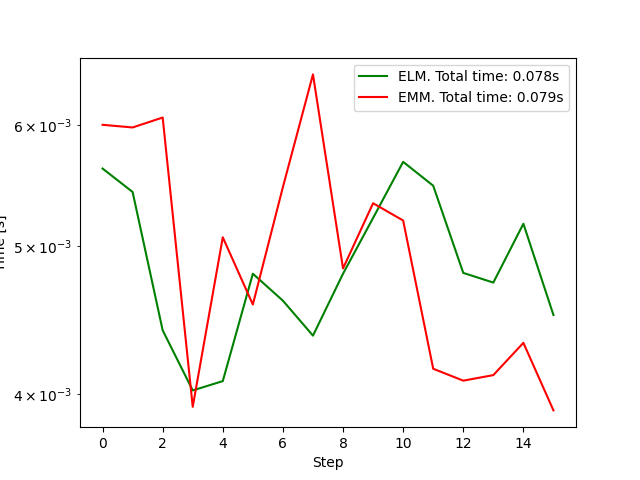 ELM. Total time: 0.078s
EMM. Total time: 0.079s
6 × 10⁻³
5 × 10⁻³
4 × 10⁻³
[s]
0 2 4 6 8 10 12 14
Step